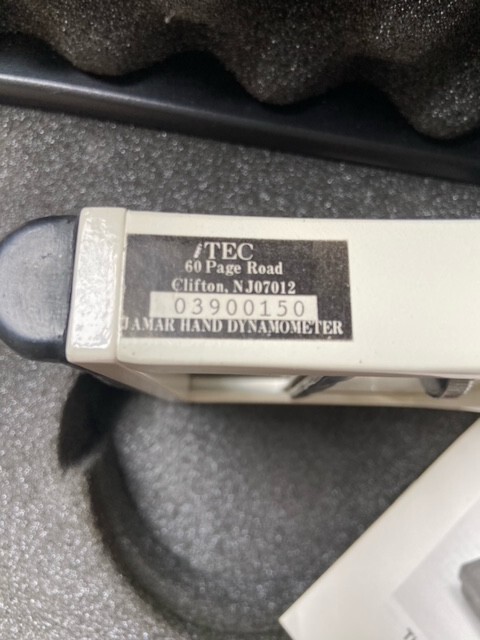 iTEC
60 Page Road
Clifton, NJ07012
03900150
JAMAR HAND DYNAMOMETER